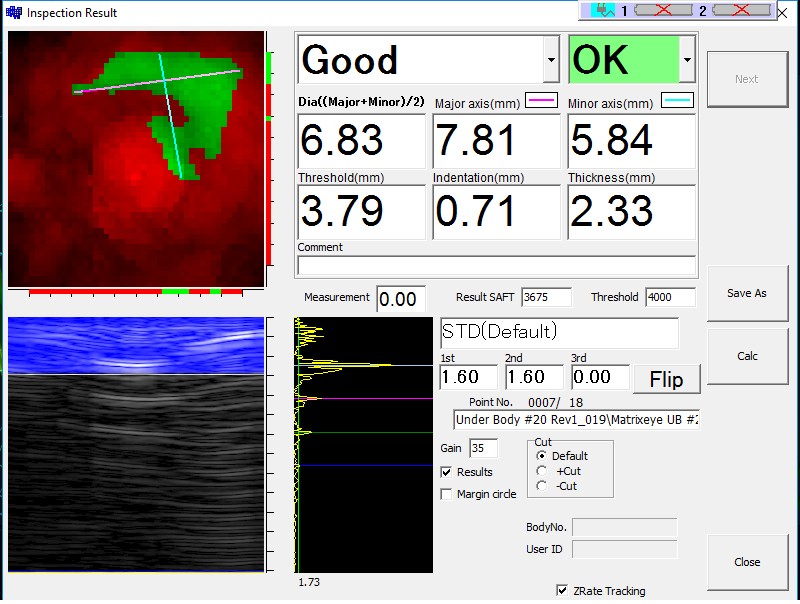 Inspection Result
1 2
Good OK
Dia((Major+Minor)/2) Major axis(mm) Minor axis(mm)
6.83 7.81 5.84
Threshold(mm) Indentation(mm) Thickness(mm)
3.79 0.71 2.33
Comment
Next
Measurement 0.00 Result SAFT 3675 Threshold 4000
Save As
STD(Default)
1st 2nd 3rd
1.60 1.60 0.00 Flip
Calc
Point No. 0007/ 18
Under Body #20 Rev1_019\Matrixeye UB #2
Gain 35
Cut
Default
+Cut
-Cut
Results
Margin circle
BodyNo.
User ID
Close
1.73
ZRate Tracking